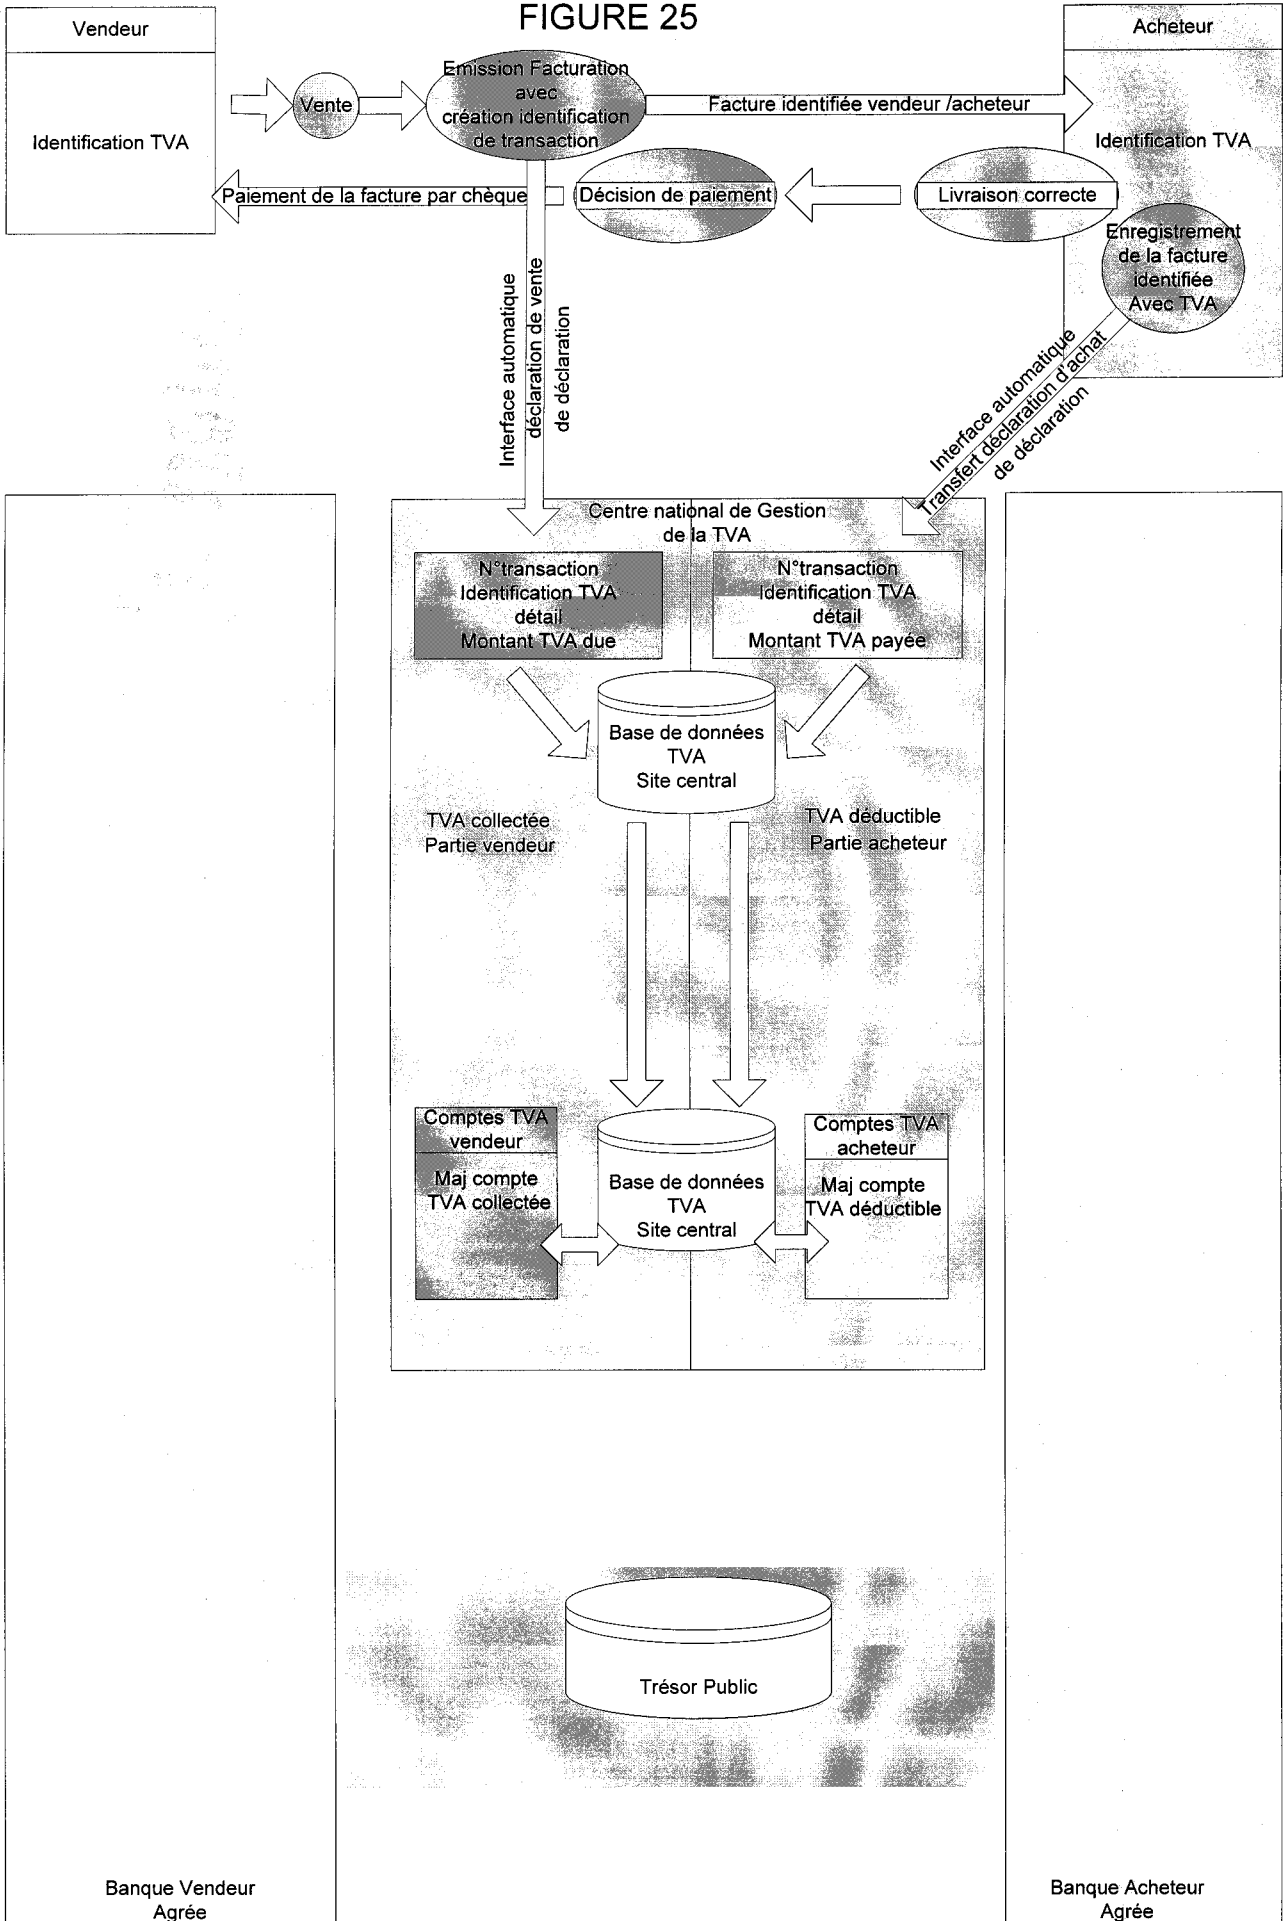 FIGURE 25
Vendeur
Identification TVA
Vente
Emission Facturation
avec
création identification
de transaction
Facture identifiée vendeur /acheteur
Acheteur
Identification TVA
Paiement de la facture par chèque
Décision de paiement
Livraison correcte
Enregistrement
de la facture
identifiée
Avec TVA
Interface automatique
déclaration de vente
de déclaration
Interface automatique
Transfert déclaration d'achat
de déclaration
Centre national de Gestion
de la TVA
N°transaction
Identification TVA
détail
Montant TVA due
N°transaction
Identification TVA
détail
Montant TVA payée
Base de données
TVA
Site central
TVA collectée
Partie vendeur
TVA déductible
Partie acheteur
Comptes TVA
vendeur
Maj compte
TVA collectée
Base de données
TVA
Site central
Comptes TVA
acheteur
Maj compte
TVA déductible
Trésor Public
Banque Vendeur
Agrée
Banque Acheteur
Agrée